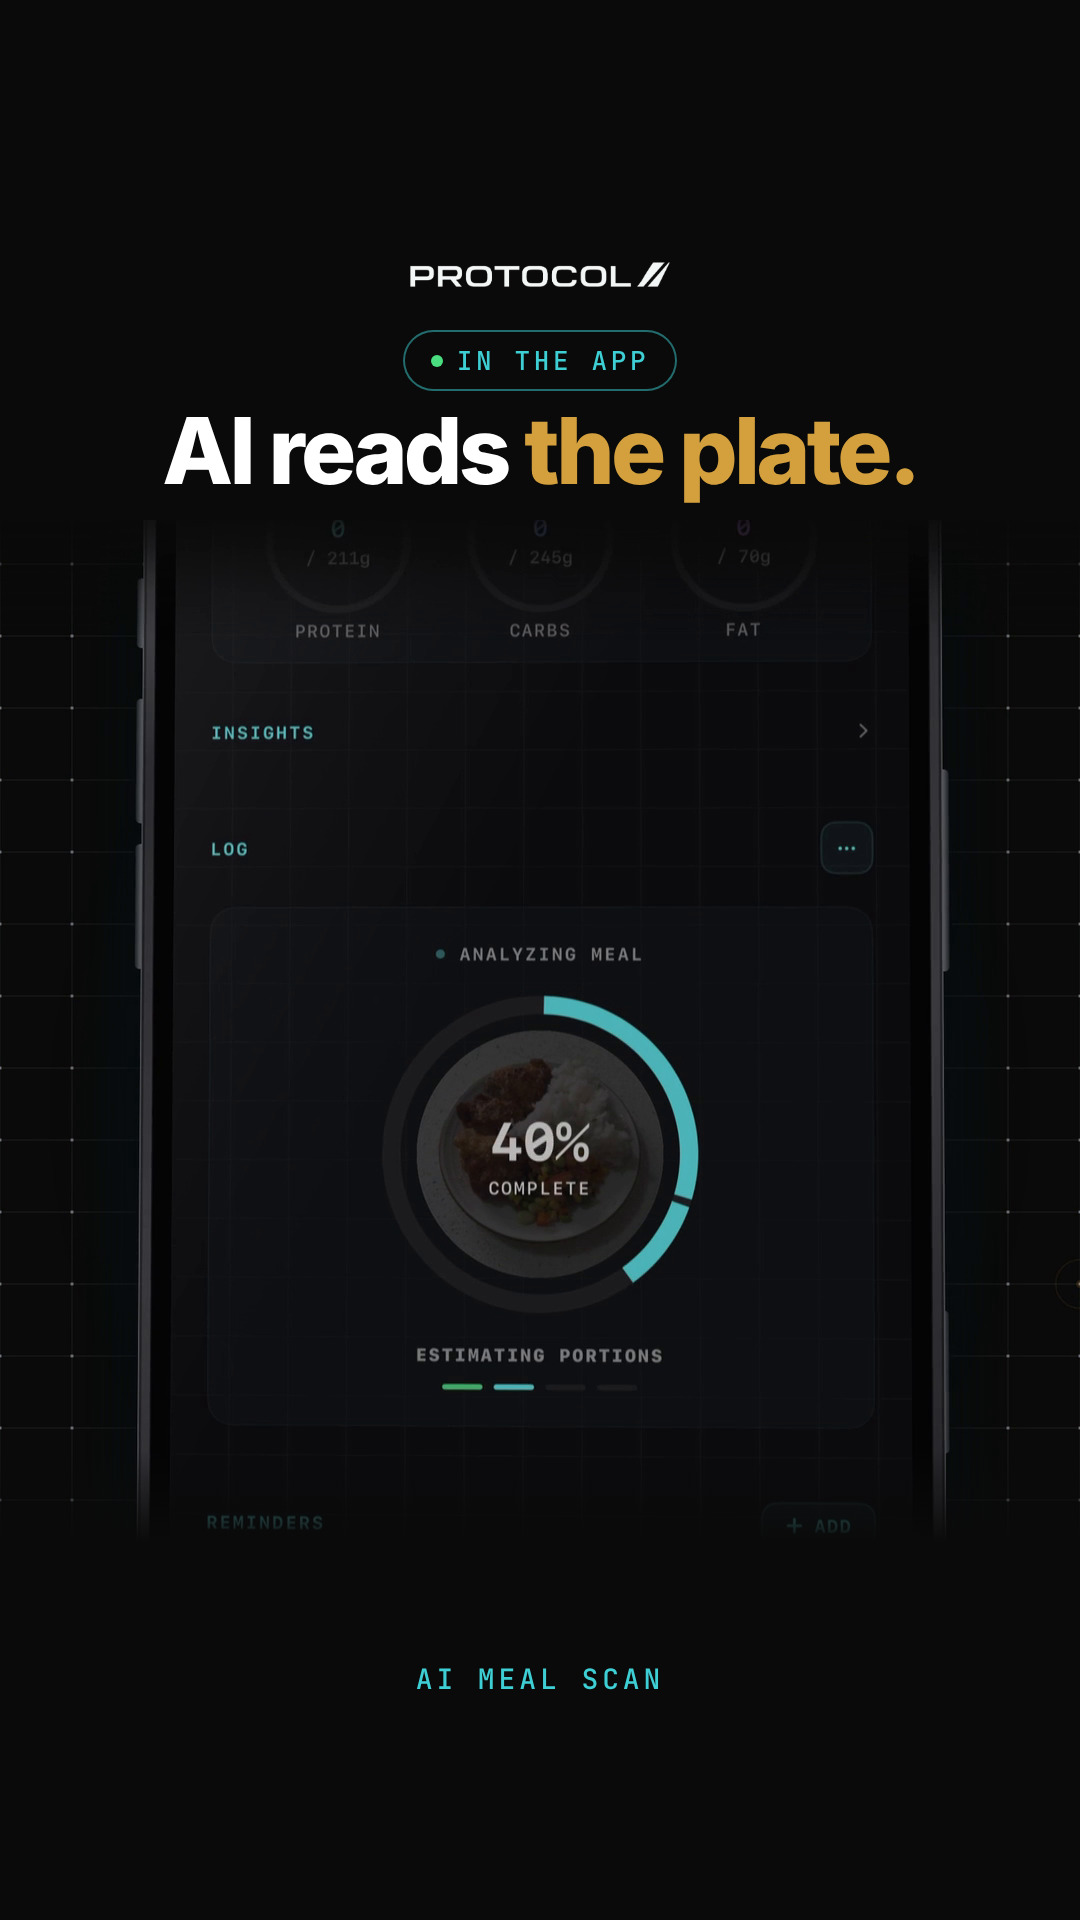 PROTOCOL
IN THE APP
AI reads the plate.
0 0 0
/ 211g / 245g / 70g
PROTEIN CARBS FAT
INSIGHTS
LOG
ANALYZING MEAL
40%
COMPLETE
ESTIMATING PORTIONS
REMINDERS + ADD
AI MEAL SCAN